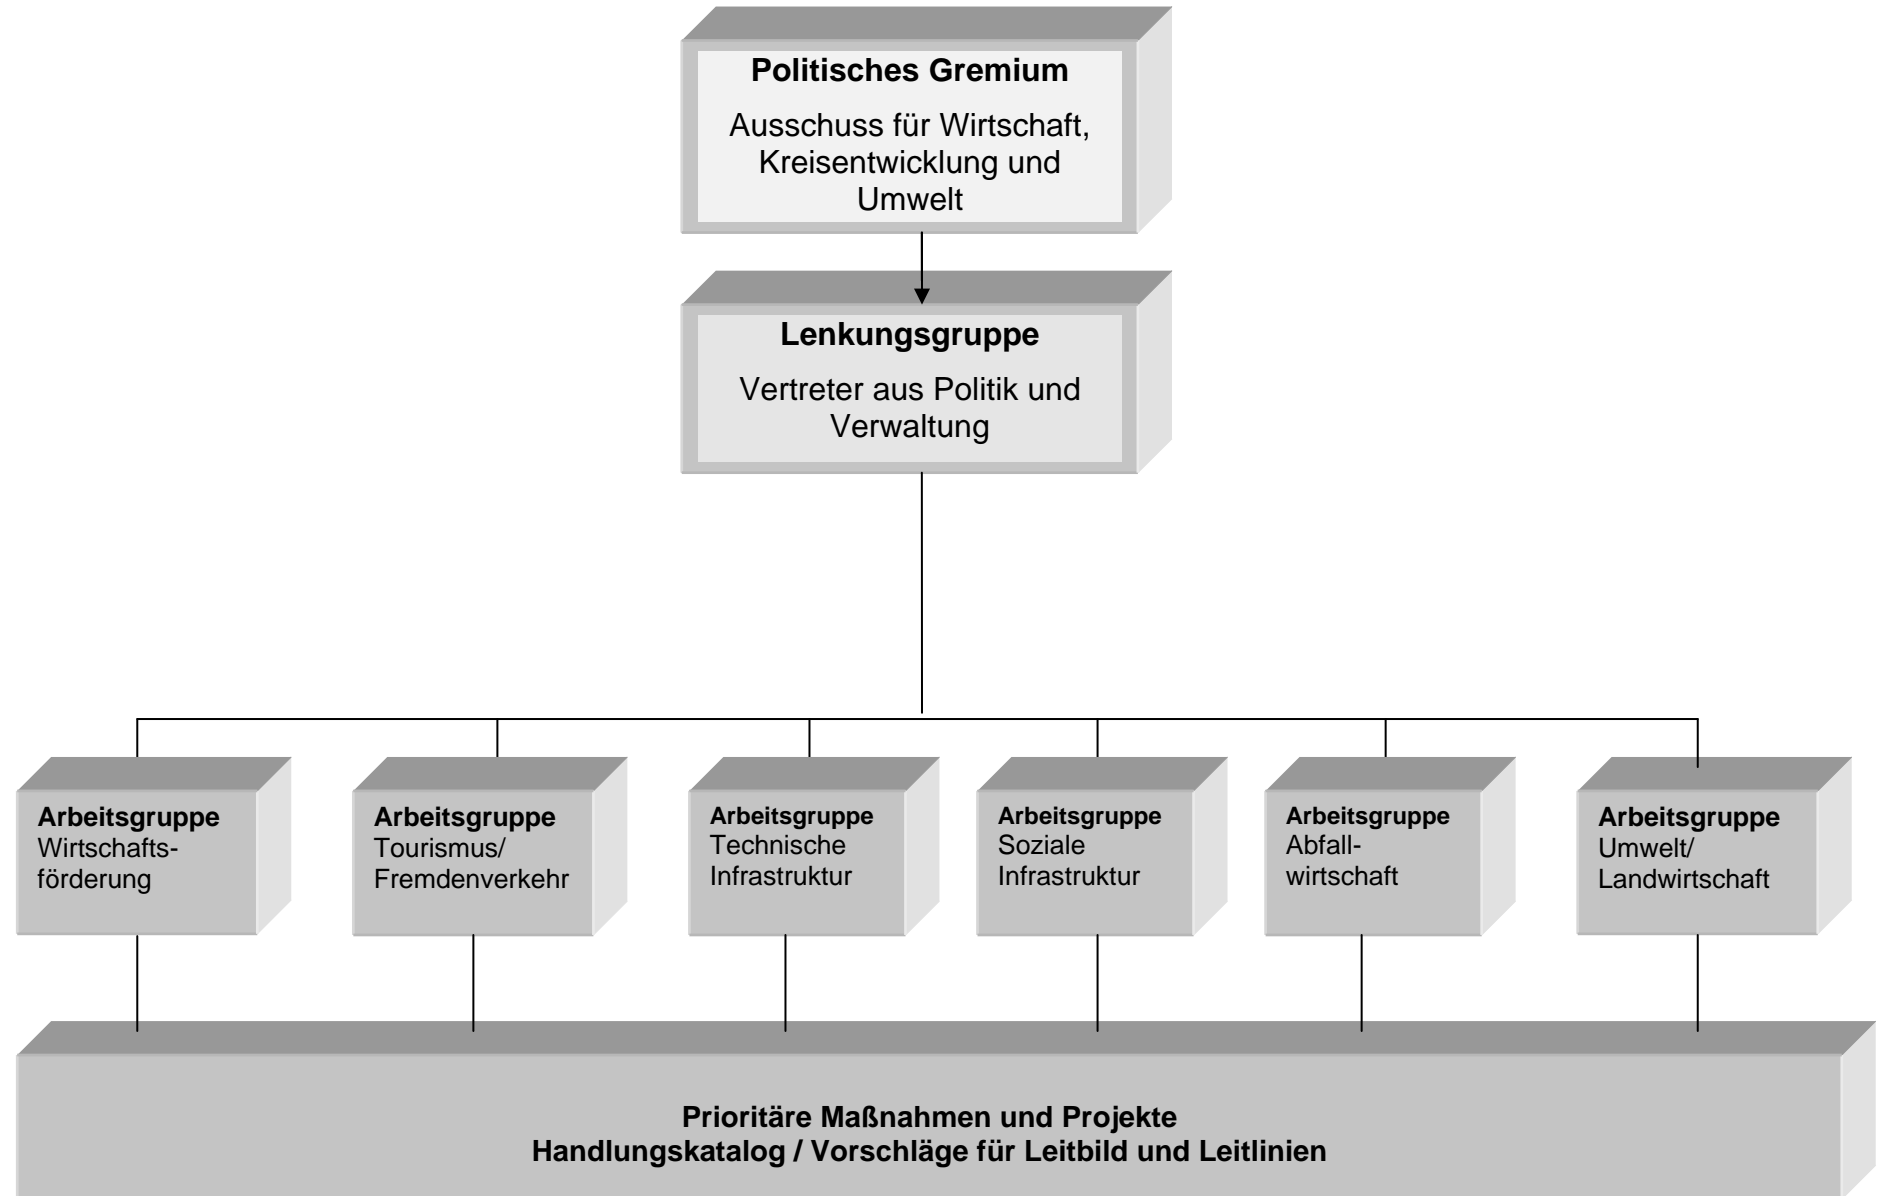 Politisches Gremium
Ausschuss für Wirtschaft,
Kreisentwicklung und
Umwelt
Lenkungsgruppe
Vertreter aus Politik und
Verwaltung
Arbeitsgruppe
Wirtschafts-
förderung
Arbeitsgruppe
Tourismus/
Fremdenverkehr
Arbeitsgruppe
Technische
Infrastruktur
Arbeitsgruppe
Soziale
Infrastruktur
Arbeitsgruppe
Abfall-
wirtschaft
Arbeitsgruppe
Umwelt/
Landwirtschaft
Prioritäre Maßnahmen und Projekte
Handlungskatalog / Vorschläge für Leitbild und Leitlinien